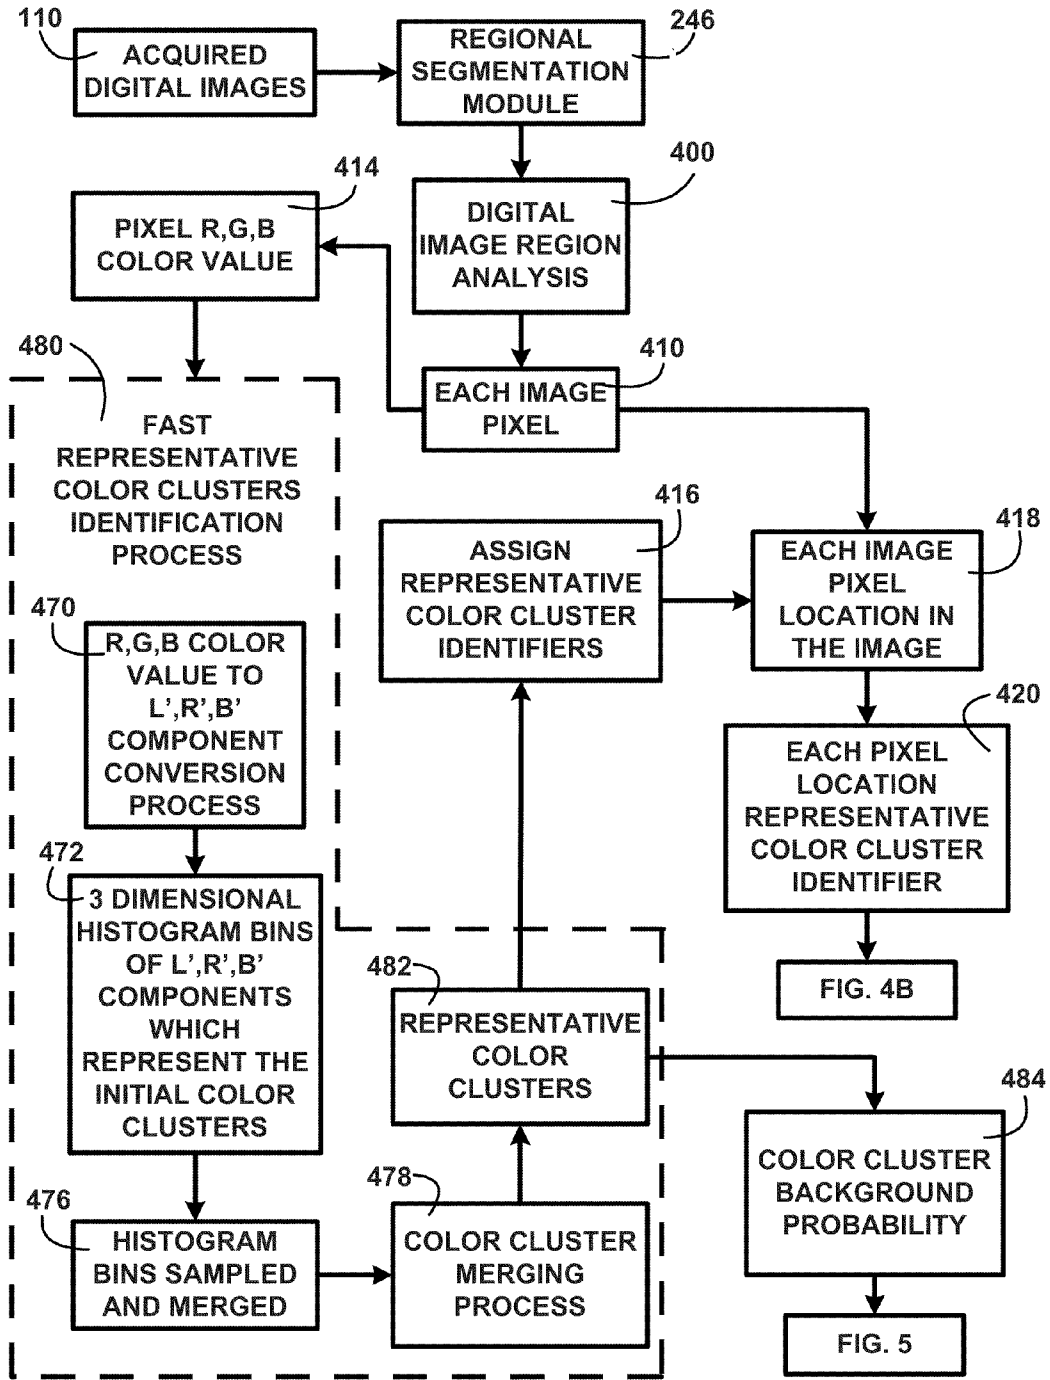 110
ACQUIRED
DIGITAL IMAGES
REGIONAL
SEGMENTATION
MODULE
246
400
DIGITAL
IMAGE REGION
ANALYSIS
414
PIXEL R,G,B
COLOR VALUE
410
EACH IMAGE
PIXEL
480
FAST
REPRESENTATIVE
COLOR CLUSTERS
IDENTIFICATION
PROCESS
416
ASSIGN
REPRESENTATIVE
COLOR CLUSTER
IDENTIFIERS
418
EACH IMAGE
PIXEL
LOCATION IN
THE IMAGE
470
R,G,B COLOR
VALUE TO
L’,R’,B’
COMPONENT
CONVERSION
PROCESS
420
EACH PIXEL
LOCATION
REPRESENTATIVE
COLOR CLUSTER
IDENTIFIER
472
3 DIMENSIONAL
HISTOGRAM BINS
OF L’,R’,B’
COMPONENTS
WHICH
REPRESENT THE
INITIAL COLOR
CLUSTERS
482
REPRESENTATIVE
COLOR
CLUSTERS
FIG. 4B
484
COLOR CLUSTER
BACKGROUND
PROBABILITY
476
HISTOGRAM
BINS SAMPLED
AND MERGED
478
COLOR CLUSTER
MERGING
PROCESS
FIG. 5